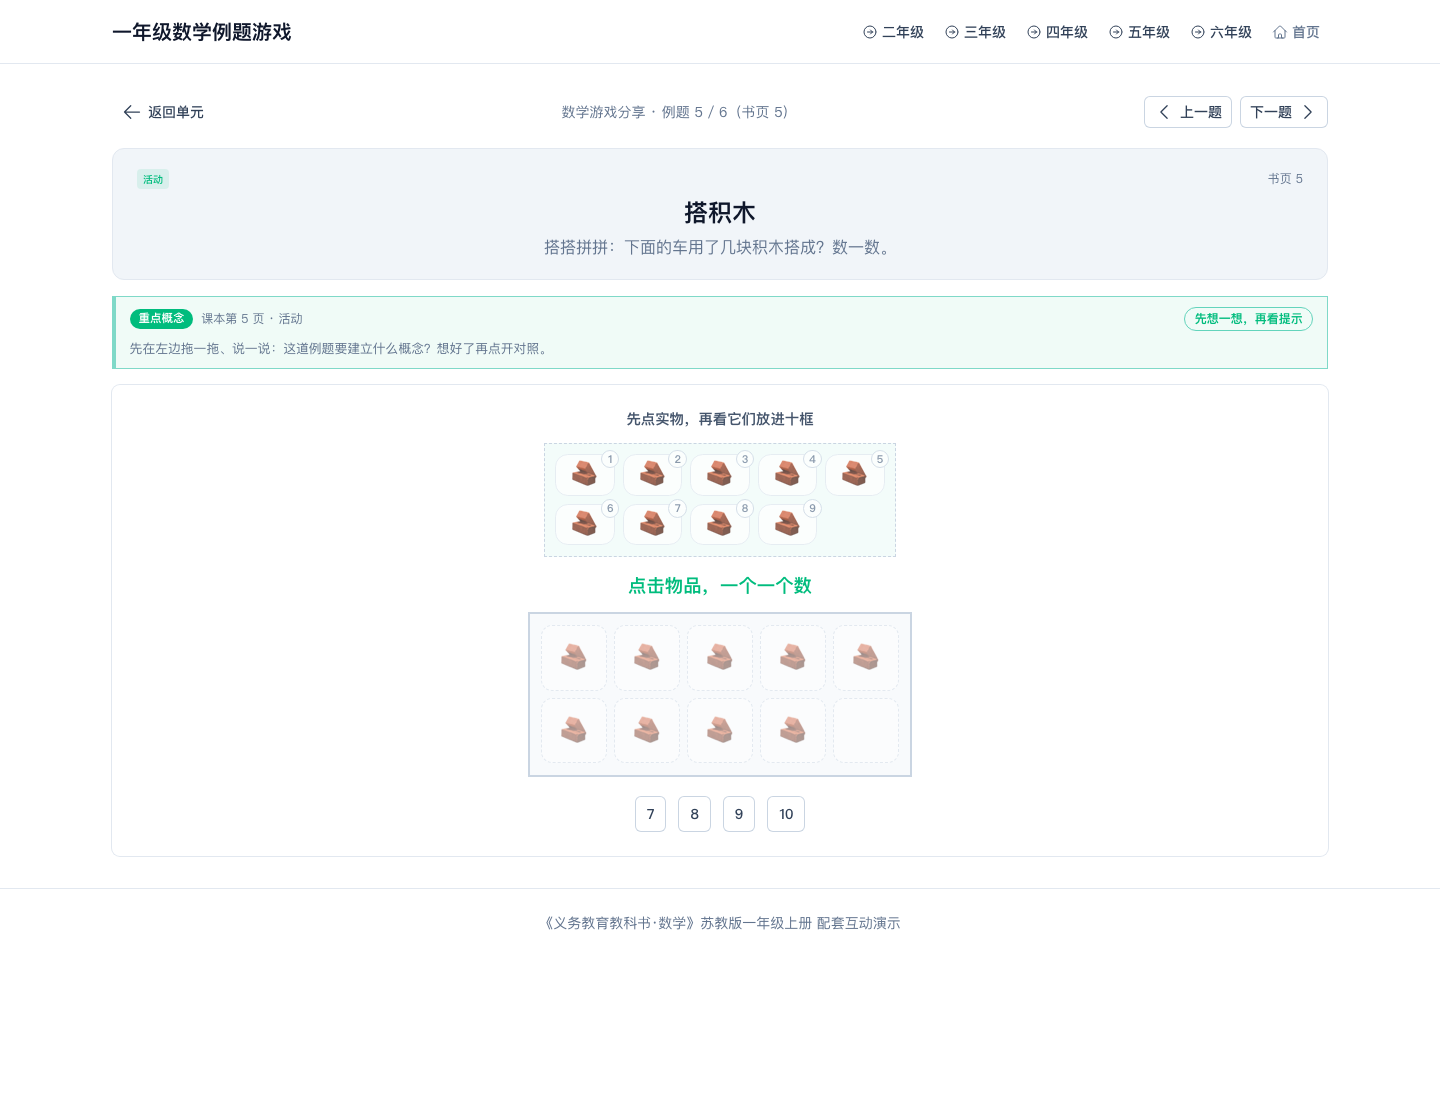 一年级数学例题游戏
二年级 三年级 四年级 五年级 六年级 首页
返回单元
数学游戏分享 · 例题 5 / 6（书页 5）
上一题 下一题
活动
书页 5
搭积木
搭搭拼拼：下面的车用了几块积木搭成？数一数。
重点概念 课本第 5 页 · 活动
先想一想，再看提示
先在左边拖一拖、说一说：这道例题要建立什么概念？想好了再点开对照。
先点实物，再看它们放进十框
1 2 3 4 5
6 7 8 9
点击物品，一个一个数
7 8 9 10
《义务教育教科书·数学》苏教版一年级上册 配套互动演示